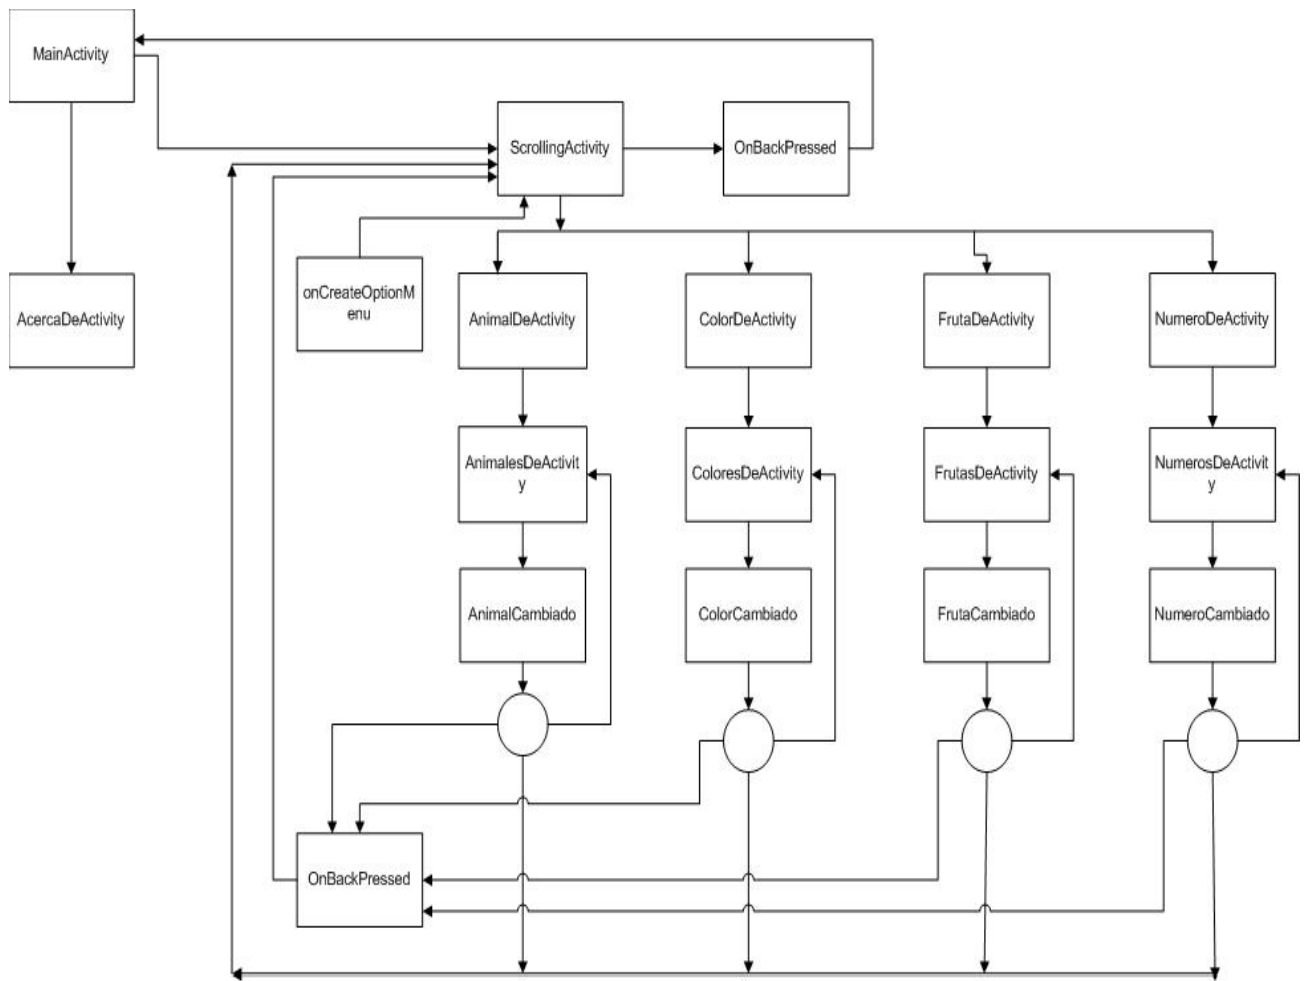 MainActivity
ScrollingActivity
OnBackPressed
AcercaDeActivity
onCreateOptionM
enu
AnimalDeActivity
ColorDeActivity
FrutaDeActivity
NumeroDeActivity
AnimalesDeActivit
y
ColoresDeActivity
FrutasDeActivity
NumerosDeActivit
y
AnimalCambiado
ColorCambiado
FrutaCambiado
NumeroCambiado
OnBackPressed